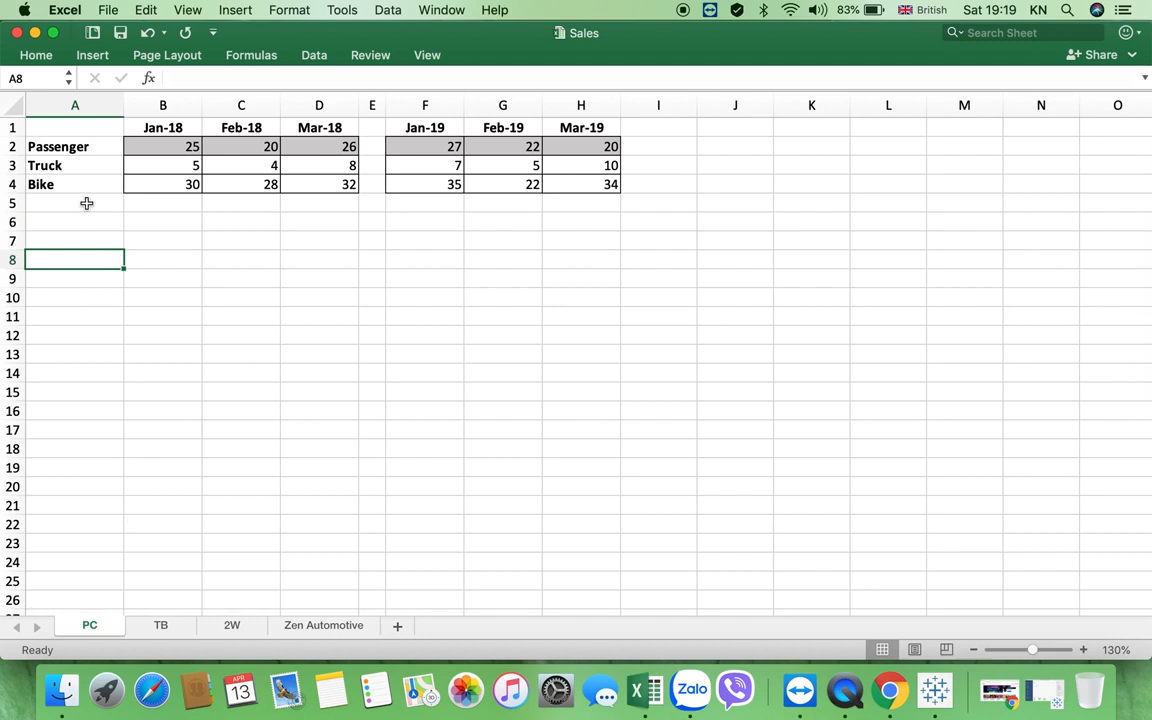 Excel File Edit View Insert Format Tools Data Window Help 83% British Sat 19:19 KN
Sales Search Sheet
Home Insert Page Layout Formulas Data Review View Share
A8 fx
A B C D E F G H I J K L M N O
1 Jan-18 Feb-18 Mar-18 Jan-19 Feb-19 Mar-19
2 Passenger 25 20 26 27 22 20
3 Truck 5 4 8 7 5 10
4 Bike 30 28 32 35 22 34
5
6
7
8
9
10
11
12
13
14
15
16
17
18
19
20
21
22
23
24
25
26
PC TB 2W Zen Automotive +
Ready 130%
APR
13 Zalo